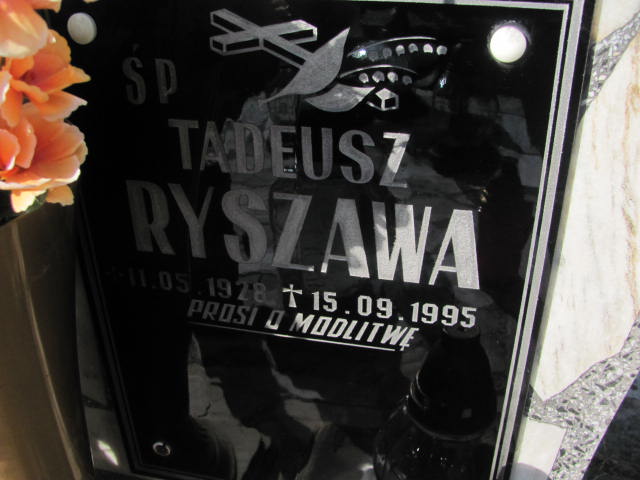 ŚP
TADEUSZ
RYSZAWA
* 11.05.1928 ✝ 15.09.1995
PROSI O MODLITWĘ